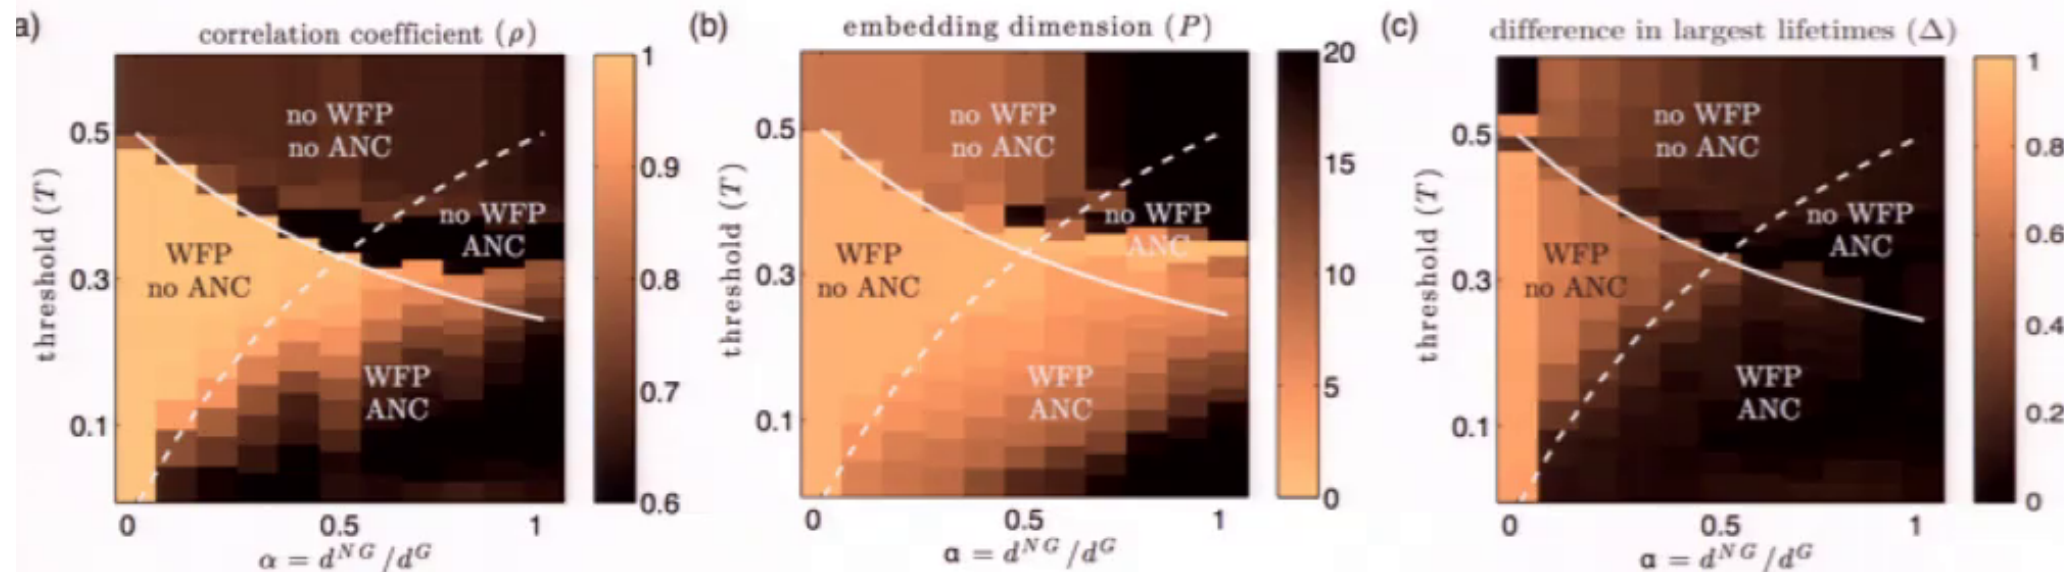 a)
correlation coefficient (ρ)
no WFP
no ANC
no WFP
ANC
WFP
no ANC
WFP
ANC
0.5
0.3
0.1
threshold (T)
0
0.5
1
α = d^{NG}/d^{G}
1
0.9
0.8
0.7
0.6
(b)
embedding dimension (P)
no WFP
no ANC
no WFP
ANC
WFP
no ANC
WFP
ANC
0.5
0.3
0.1
threshold (T)
0
0.5
1
α = d^{NG}/d^{G}
20
15
10
5
0
(c)
difference in largest lifetimes (Δ)
no WFP
no ANC
no WFP
ANC
WFP
no ANC
WFP
ANC
0.5
0.3
0.1
threshold (T)
0
0.5
1
α = d^{NG}/d^{G}
1
0.8
0.6
0.4
0.2
0